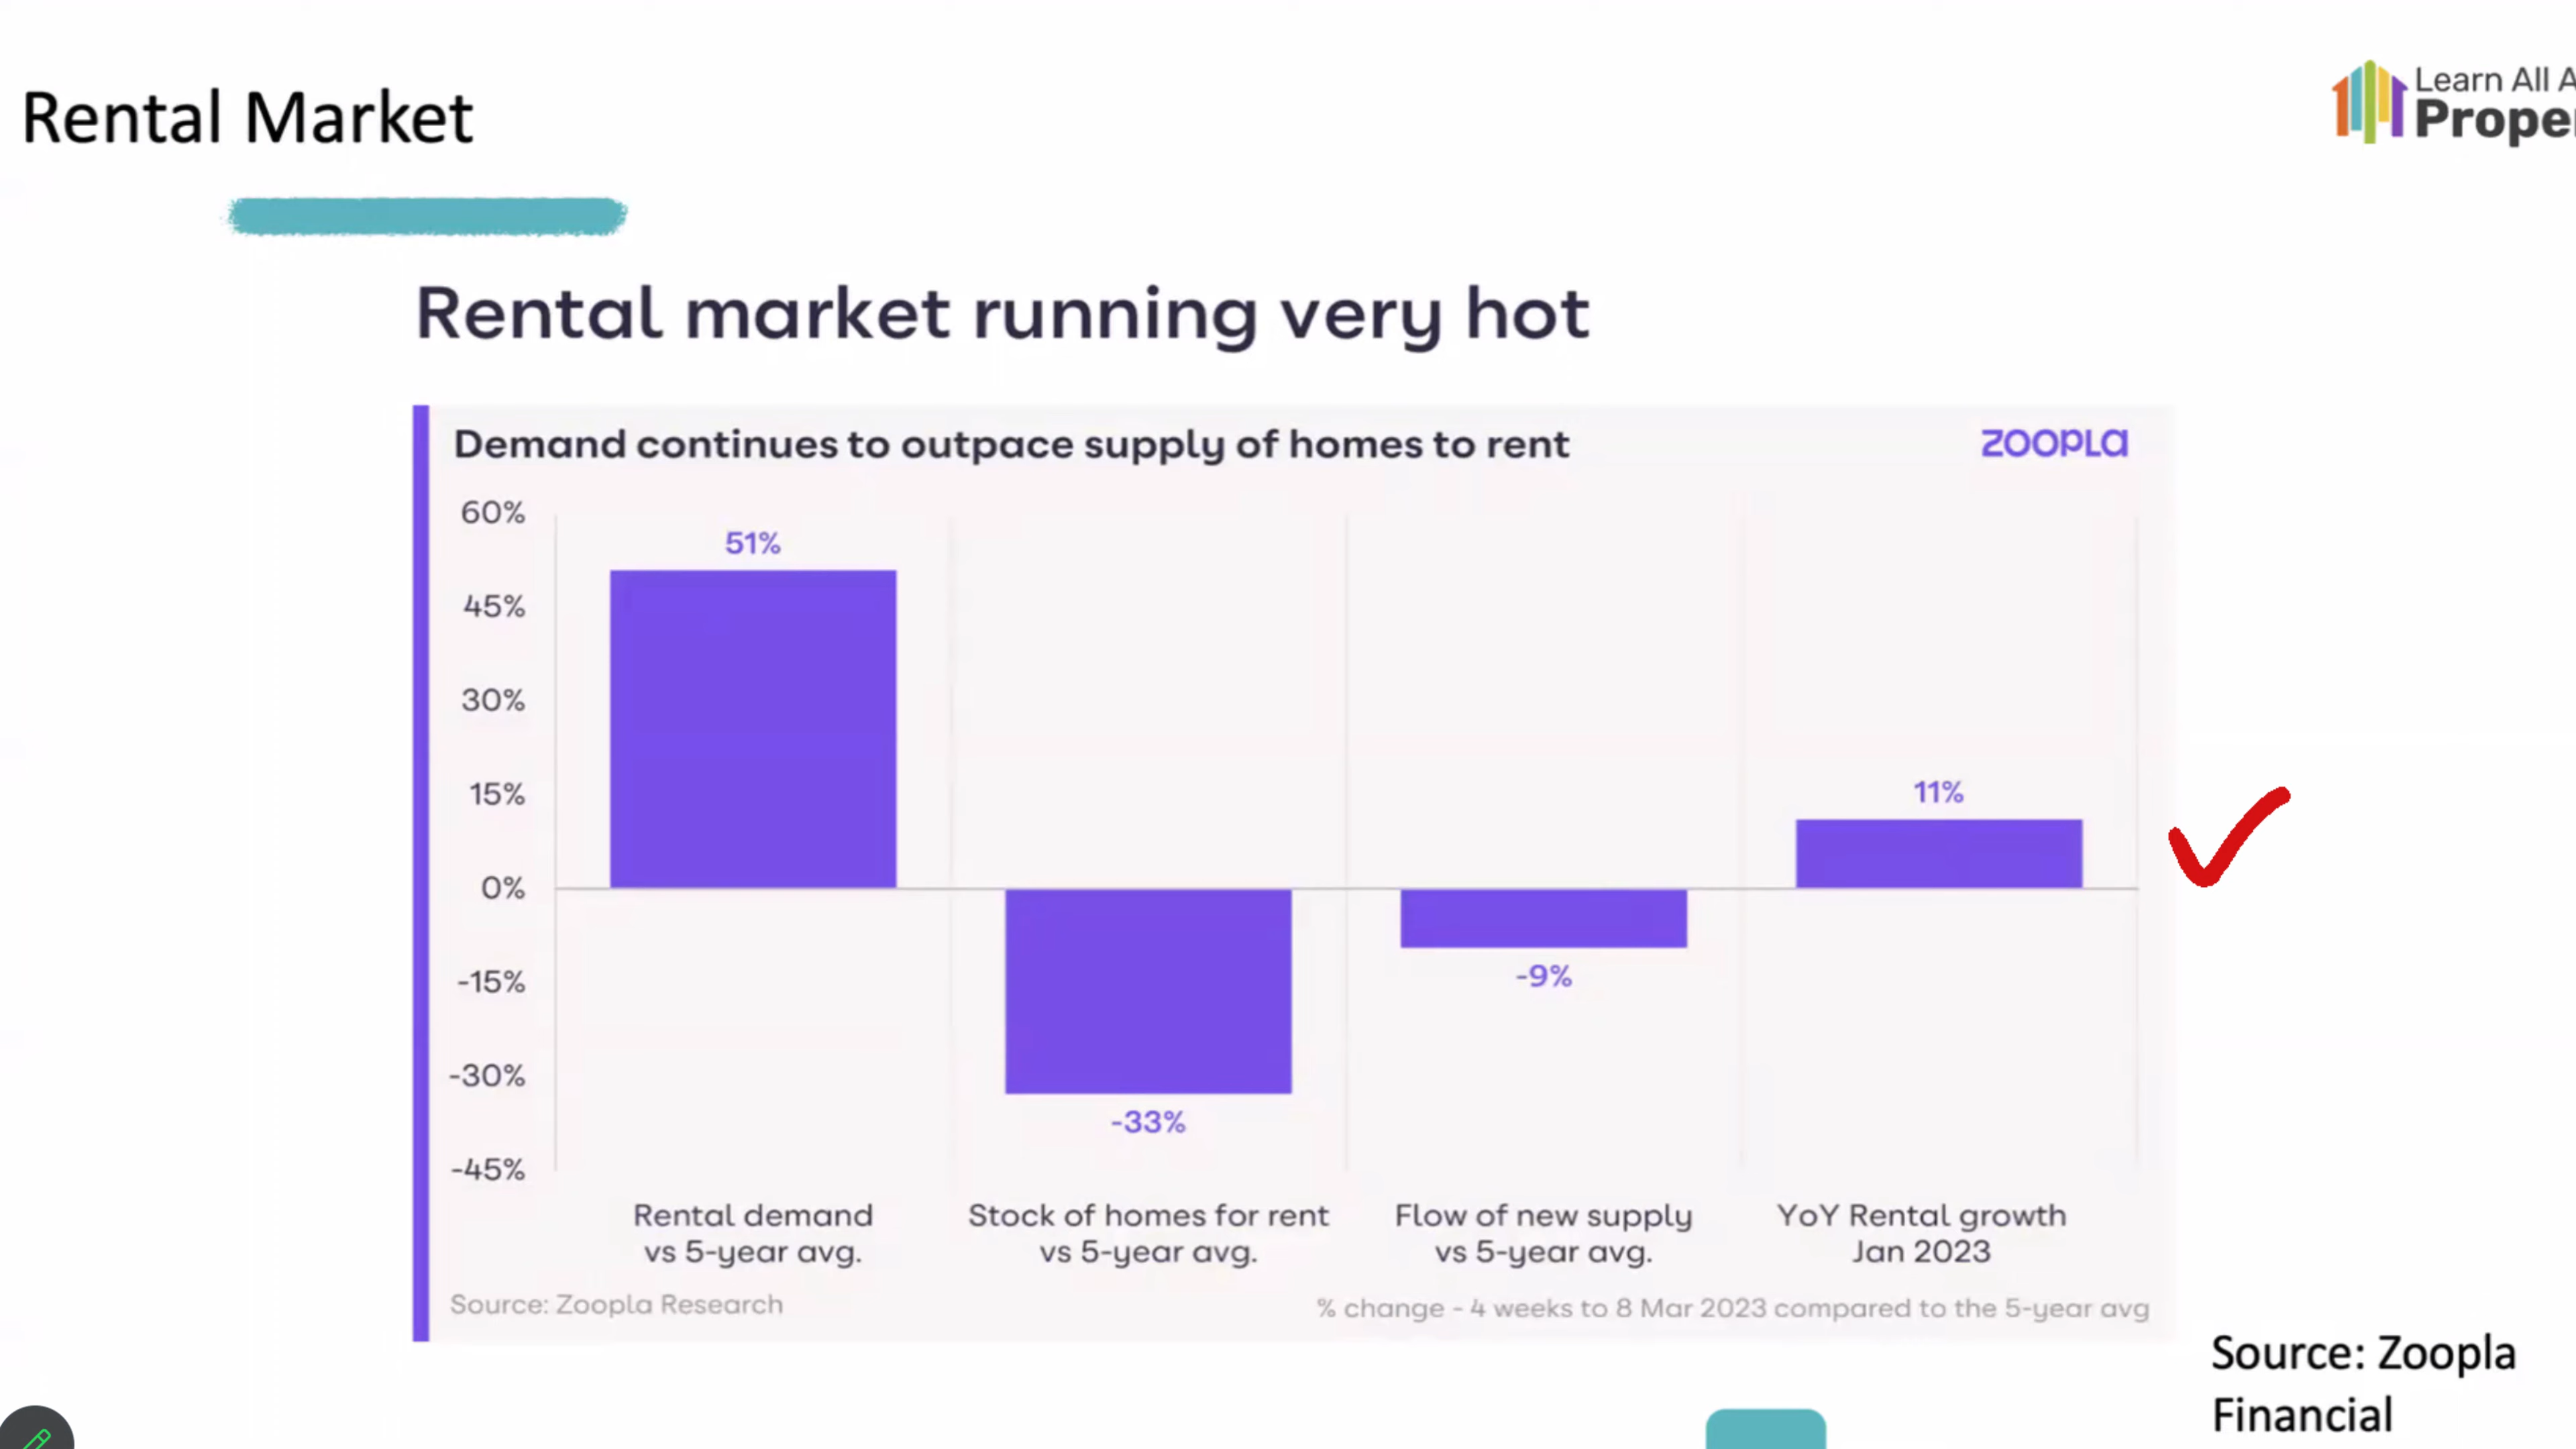 Rental Market
Learn All A
Prope
Rental market running very hot
Demand continues to outpace supply of homes to rent
zoopla
60%
45%
30%
15%
0%
-15%
-30%
-45%
51%
-33%
-9%
11%
Rental demand
vs 5-year avg.
Stock of homes for rent
vs 5-year avg.
Flow of new supply
vs 5-year avg.
YoY Rental growth
Jan 2023
Source: Zoopla Research
% change - 4 weeks to 8 Mar 2023 compared to the 5-year avg
Source: Zoopla
Financial